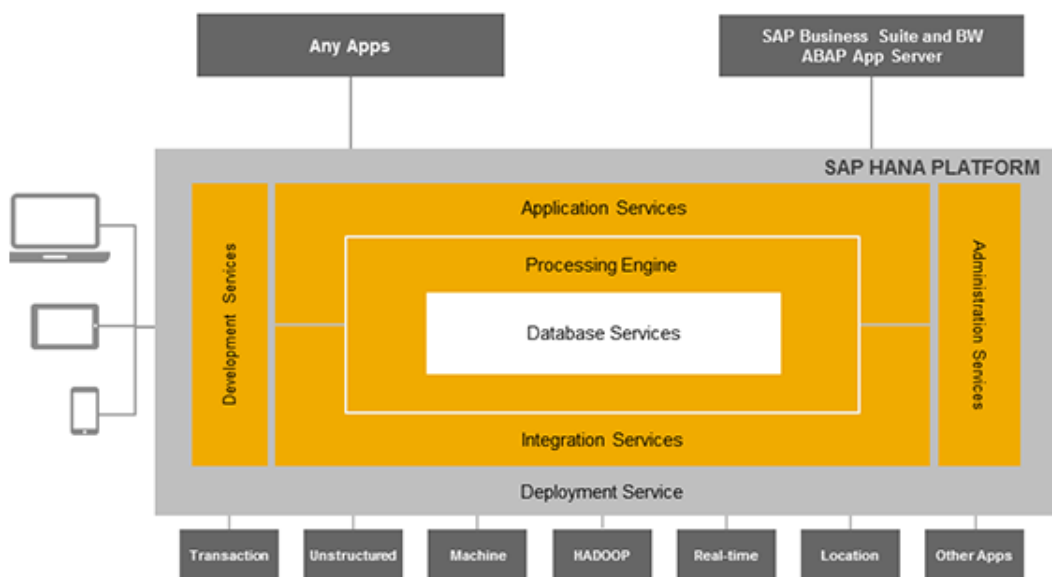 Any Apps
SAP Business Suite and BW
ABAP App Server
SAP HANA PLATFORM
Development Services
Application Services
Processing Engine
Database Services
Integration Services
Administration Services
Deployment Service
Transaction
Unstructured
Machine
HADOOP
Real-time
Location
Other Apps